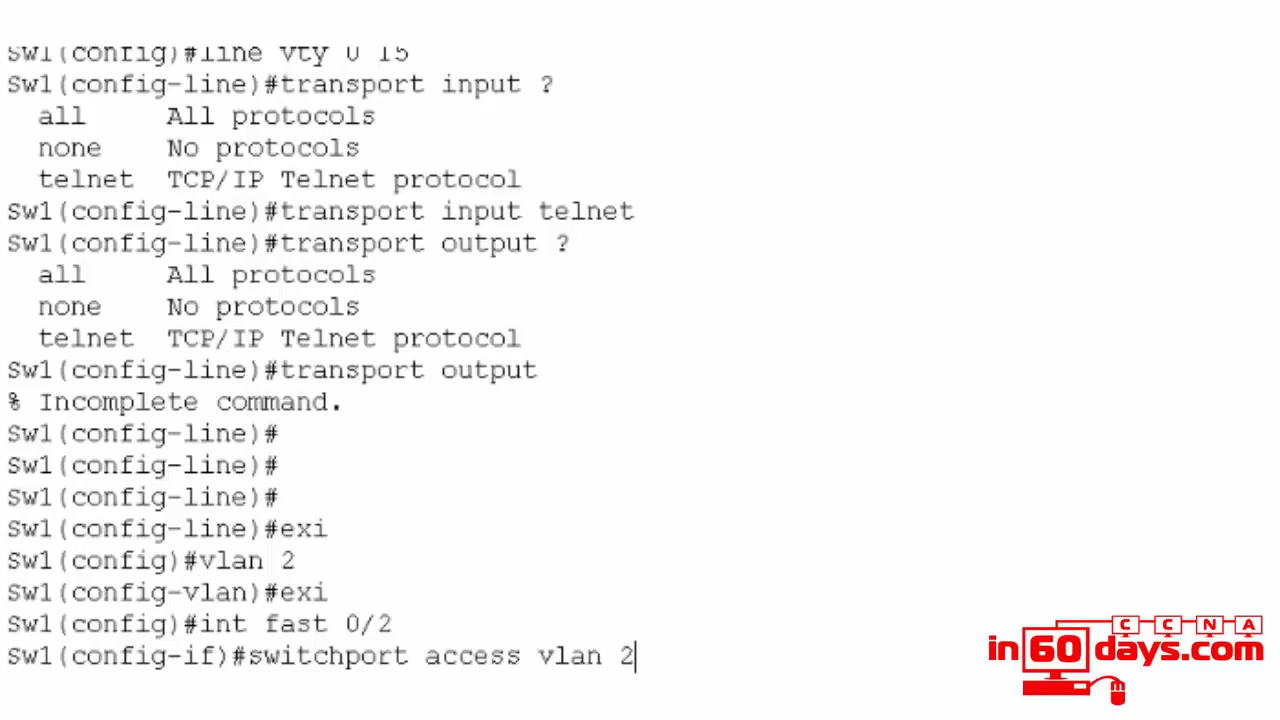 Sw1(config)#line vty 0 15
Sw1(config-line)#transport input ?
all All protocols
none No protocols
telnet TCP/IP Telnet protocol
Sw1(config-line)#transport input telnet
Sw1(config-line)#transport output ?
all All protocols
none No protocols
telnet TCP/IP Telnet protocol
Sw1(config-line)#transport output
% Incomplete command.
Sw1(config-line)#
Sw1(config-line)#
Sw1(config-line)#
Sw1(config-line)#exi
Sw1(config)#vlan 2
Sw1(config-vlan)#exi
Sw1(config)#int fast 0/2
Sw1(config-if)#switchport access vlan 2
C C N A
in60days.com